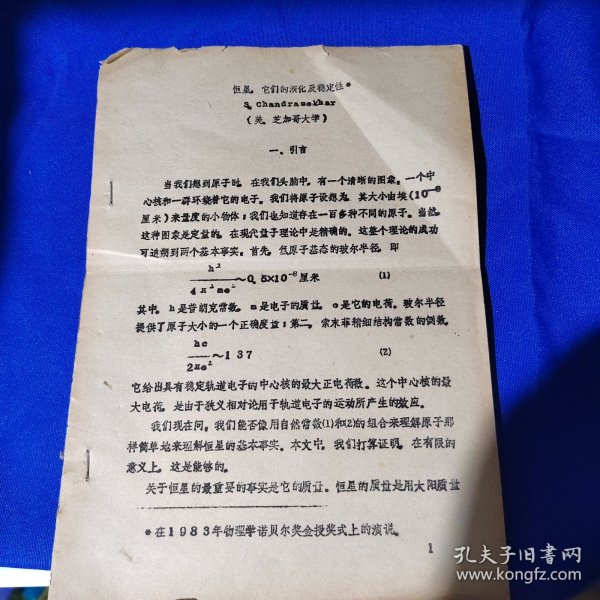 恒星，它们的演化及稳定性*
S. Chandrasekhar
（美，芝加哥大学）
一、引言
当我们想到原子时，在我们头脑中，有一个清晰的图象，一个中
心核和一群环绕着它的电子。我们将原子设想为，其大小由埃（10⁻⁸
厘米）来量度的小物体；我们也知道存在一百多种不同的原子。当然，
这种图象是定量的。在现代量子理论中是精确的。这整个理论的成功
可追溯到两个基本事实：首先，氢原子基态的玻尔半径，即
h²/4π²me² ～0.5×10⁻⁸厘米 (1)
其中，h是普朗克常数，m是电子的质量，e是它的电荷。玻尔半径
提供了原子大小的一个正确度量；第二，索末菲精细结构常数的倒数，
hc/2πe² ～137 (2)
它给出具有稳定轨道电子的中心核的最大正电荷数。这个中心核的最
大电荷，是由于狭义相对论用于轨道电子的运动所产生的效应。
我们现在问，我们能否像用自然常数(1)和(2)的组合来理解原子那
样简单地来理解恒星的基本事实。本文中，我们打算证明，在有限的
意义上，这是能够的。
关于恒星的最重要的事实是它的质量。恒星的质量是用太阳质量
*在1983年物理学诺贝尔奖金授奖式上的演说。
1
孔夫子旧书网
www.kongfz.com